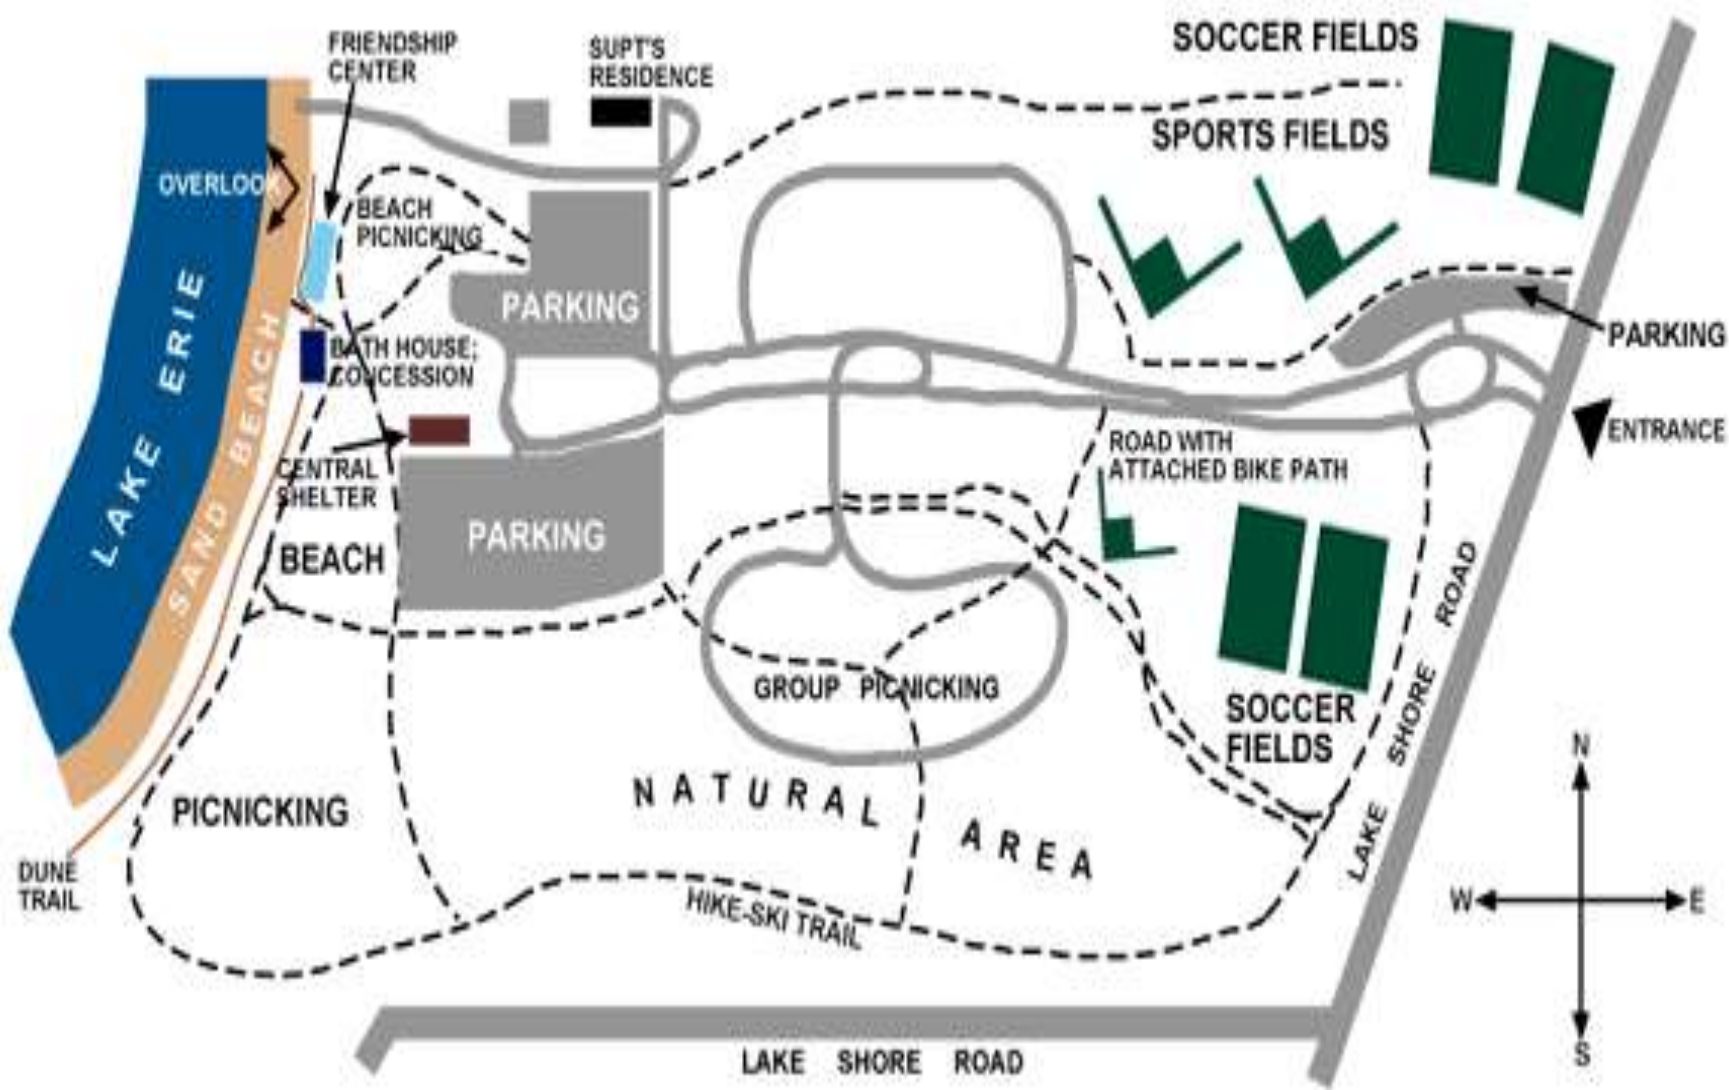 FRIENDSHIP
CENTER
SUPT'S
RESIDENCE
SOCCER FIELDS
SPORTS FIELDS
OVERLOOK
BEACH
PICNICKING
PARKING
PARKING
BATH HOUSE;
CONCESSION
ENTRANCE
LAKE ERIE
SAND BEACH
CENTRAL
SHELTER
ROAD WITH
ATTACHED BIKE PATH
PARKING
BEACH
GROUP PICNICKING
SOCCER
FIELDS
LAKE SHORE ROAD
NATURAL AREA
PICNICKING
DUNE
TRAIL
HIKE-SKI TRAIL
N
W
E
S
LAKE SHORE ROAD